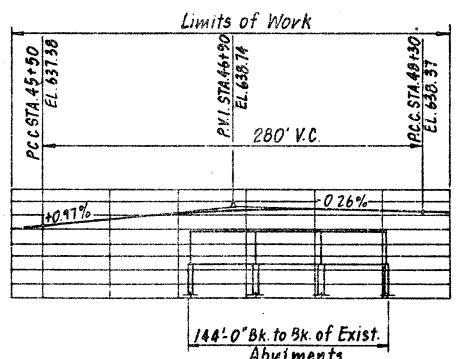 Limits of Work
P.C.C. STA. 45+50
EL. 637.38
P.V.I. STA. 46+90
EL. 638.74
P.C.C. STA. 48+30
EL. 638.37
280' V.C.
+0.97%
-0.26%
144'-0" Bk. to Bk. of Exist.
Abutments